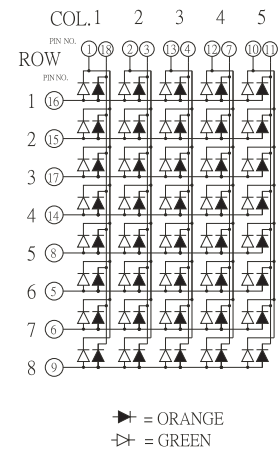 COL. 1 2 3 4 5
PIN NO. 1 18 2 3 13 4 12 7 10 11
ROW
PIN NO.
1 16
2 15
3 17
4 14
5 8
6 5
7 6
8 9
= ORANGE
= GREEN